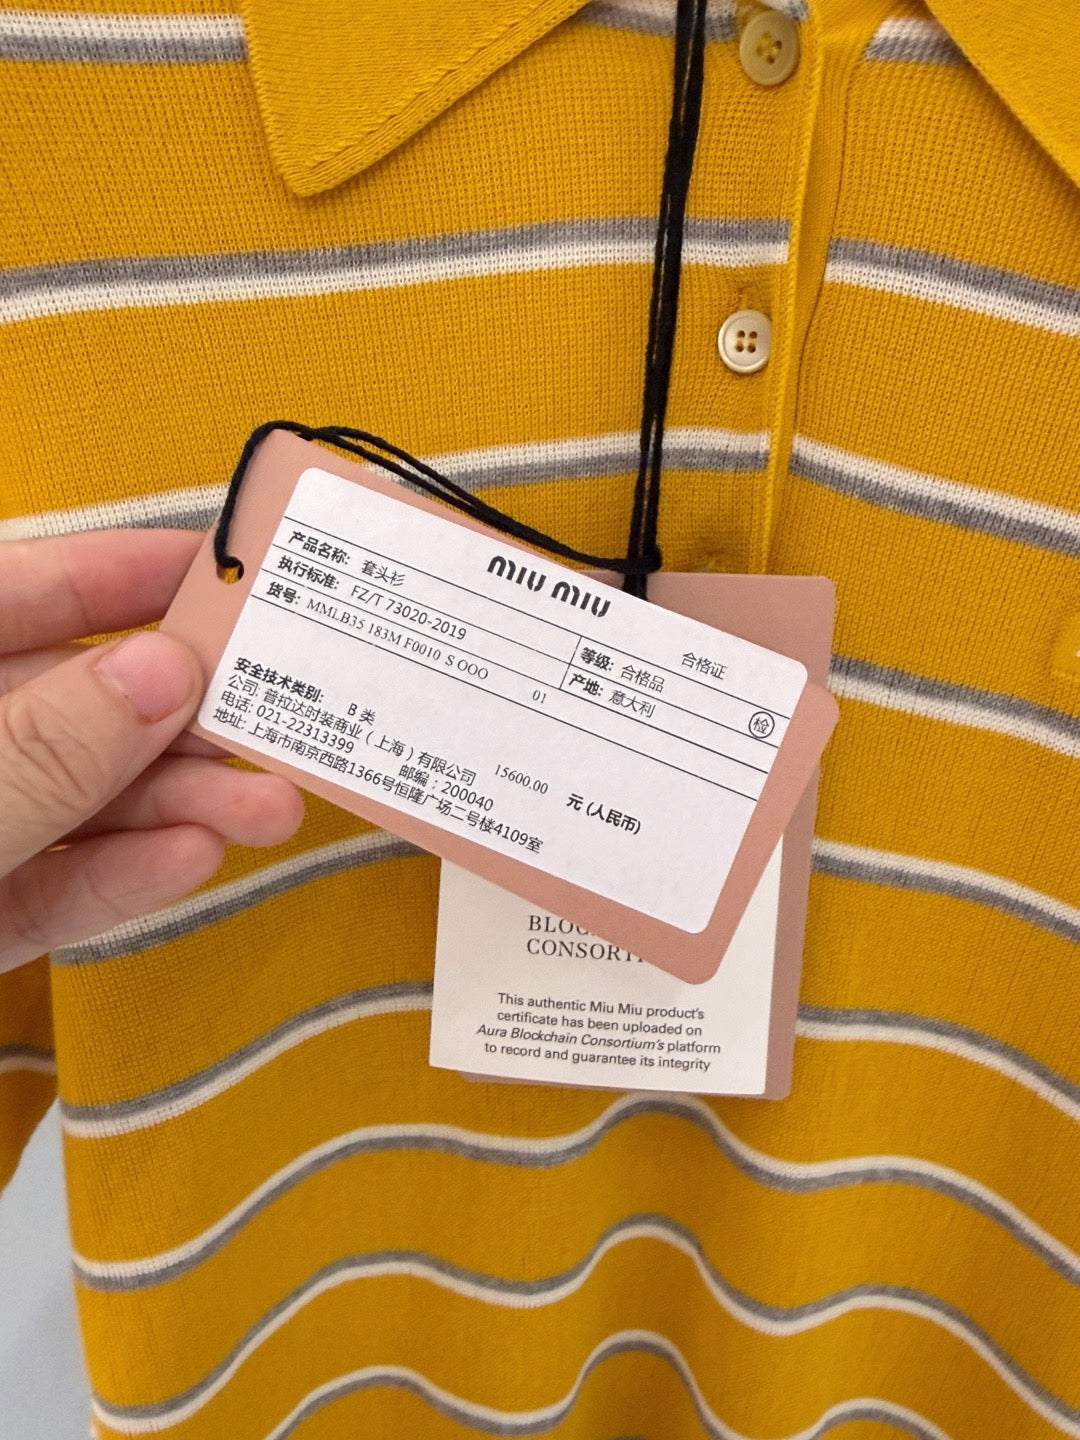 MIU MIU
合格证
产品名称: 套头衫
执行标准: FZ/T 73020-2019
等级: 合格品
检
货号: MMLB35 183M F0010 S OOO 01
产地: 意大利
安全技术类别: B 类
15600.00 元 (人民币)
公司: 普拉达时装商业（上海）有限公司
电话: 021-22313399 邮编：200040
地址: 上海市南京西路1366号恒隆广场二号楼4109室
CONSORTI
This authentic Miu Miu product's
certificate has been uploaded on
Aura Blockchain Consortium's platform
to record and guarantee its integrity